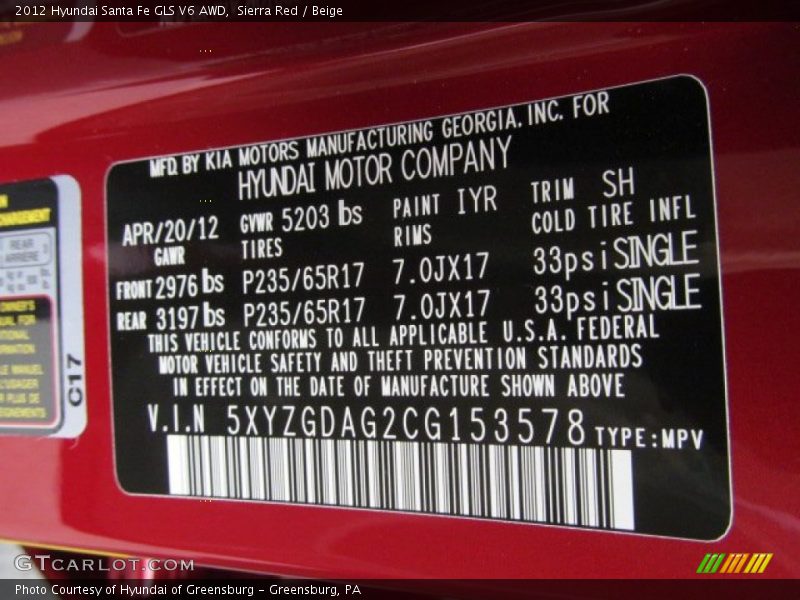 2012 Hyundai Santa Fe GLS V6 AWD,  Sierra Red / Beige
MFD. BY KIA MOTORS MANUFACTURING GEORGIA. INC. FOR
HYUNDAI MOTOR COMPANY
APR/20/12 GVWR 5203 lbs PAINT IYR TRIM SH
GAWR TIRES RIMS COLD TIRE INFL
FRONT 2976 lbs P235/65R17 7.0JX17 33psi SINGLE
REAR 3197 lbs P235/65R17 7.0JX17 33psi SINGLE
THIS VEHICLE CONFORMS TO ALL APPLICABLE U.S.A. FEDERAL
MOTOR VEHICLE SAFETY AND THEFT PREVENTION STANDARDS
IN EFFECT ON THE DATE OF MANUFACTURE SHOWN ABOVE
V.I.N 5XYZGDAG2CG153578 TYPE:MPV
REAR
ARRIERE
C17
GTCARLOT.COM
Photo Courtesy of Hyundai of Greensburg - Greensburg, PA